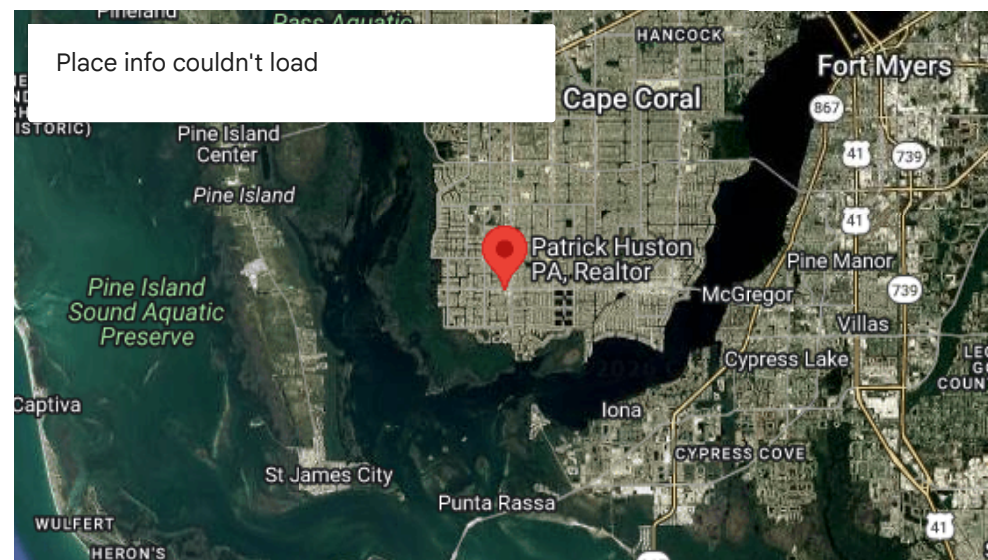 Pineland
Pass Aquatic
HANCOCK
Place info couldn't load
Fort Myers
Cape Coral
867
ISTORIC)
Pine Island
Center
41
739
Pine Island
41
Patrick Huston
PA, Realtor
Pine Manor
Pine Island
Sound Aquatic
Preserve
McGregor
739
Villas
Cypress Lake
Captiva
Iona
CYPRESS COVE
St James City
Punta Rassa
WULFERT
41
HERON'S